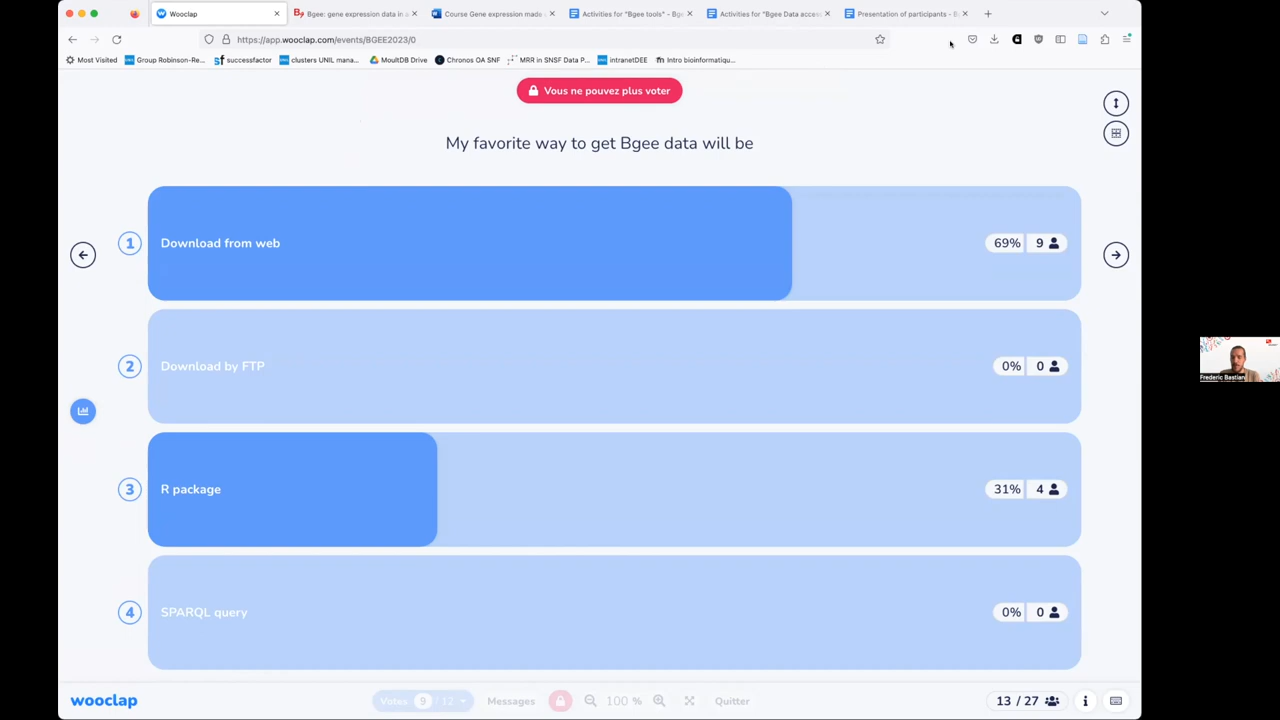 Wooclap
Bgee: gene expression data in a
Course Gene expression made
Activities for "Bgee tools" - Bge
Activities for "Bgee Data access
Presentation of participants - B
https://app.wooclap.com/events/BGEE2023/0
Most Visited
Group Robinson-Re...
successfactor
clusters UNIL mana...
MoultDB Drive
Chronos OA SNF
MRR in SNSF Data P...
intranetDEE
Intro bioinformatiqu...
Vous ne pouvez plus voter
My favorite way to get Bgee data will be
1 Download from web 69% 9
2 Download by FTP 0% 0
3 R package 31% 4
4 SPARQL query 0% 0
Frederic Bastian
wooclap
Votes 9 / 12
Messages
100 %
Quitter
13 / 27